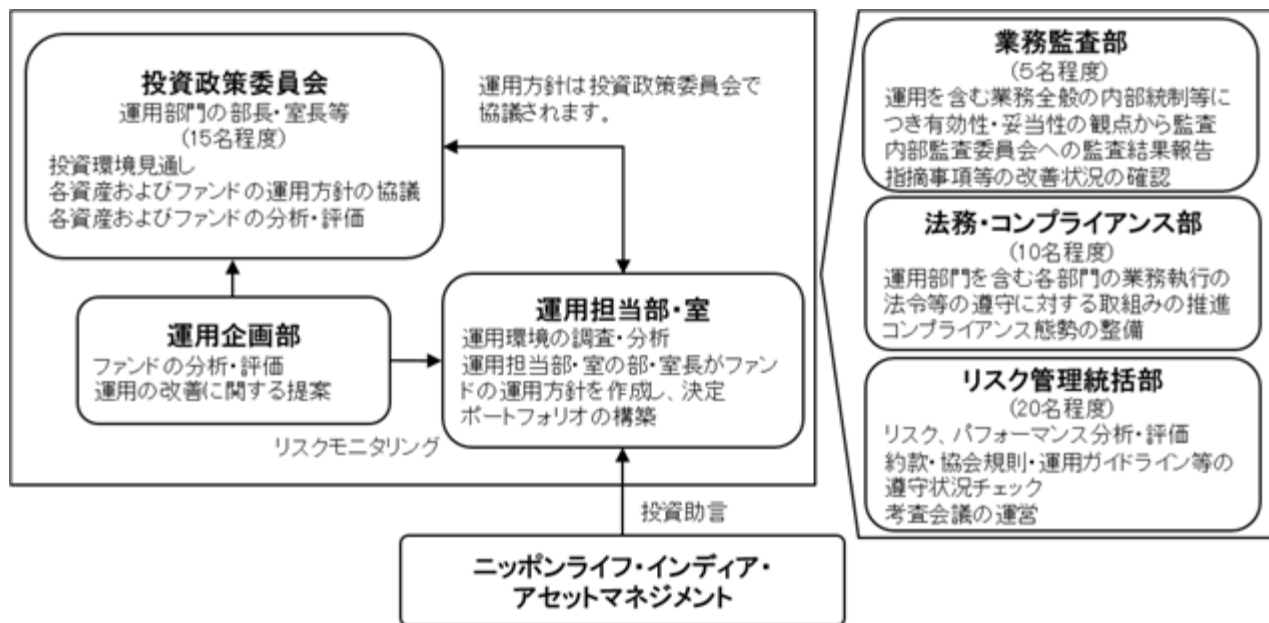 投資政策委員会
運用部門の部長・室長等
(15名程度)
投資環境見通し
各資産およびファンドの運用方針の協議
各資産およびファンドの分析・評価
運用方針は投資政策委員会で
協議されます。
運用企画部
ファンドの分析・評価
運用の改善に関する提案
リスクモニタリング
運用担当部・室
運用環境の調査・分析
運用担当部・室の部・室長がファン
ドの運用方針を作成し、決定
ポートフォリオの構築
投資助言
ニッポンライフ・インディア・
アセットマネジメント
業務監査部
(5名程度)
運用を含む業務全般の内部統制等に
つき有効性・妥当性の観点から監査
内部監査委員会への監査結果報告
指摘事項等の改善状況の確認
法務・コンプライアンス部
(10名程度)
運用部門を含む各部門の業務執行の
法令等の遵守に対する取組みの推進
コンプライアンス態勢の整備
リスク管理統括部
(20名程度)
リスク、パフォーマンス分析・評価
約款・協会規則・運用ガイドライン等の
遵守状況チェック
考査会議の運営